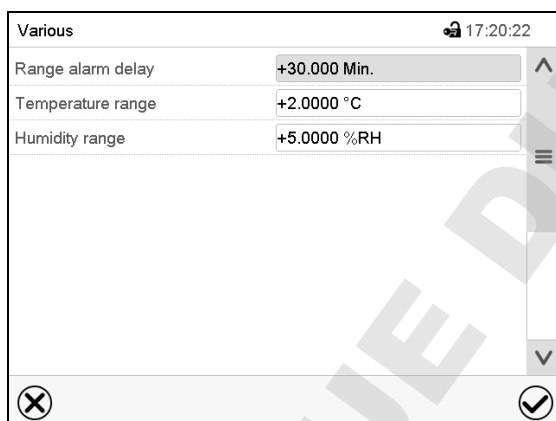 Various 17:20:22
Range alarm delay +30.000 Min.
Temperature range +2.0000 °C
Humidity range +5.0000 %RH